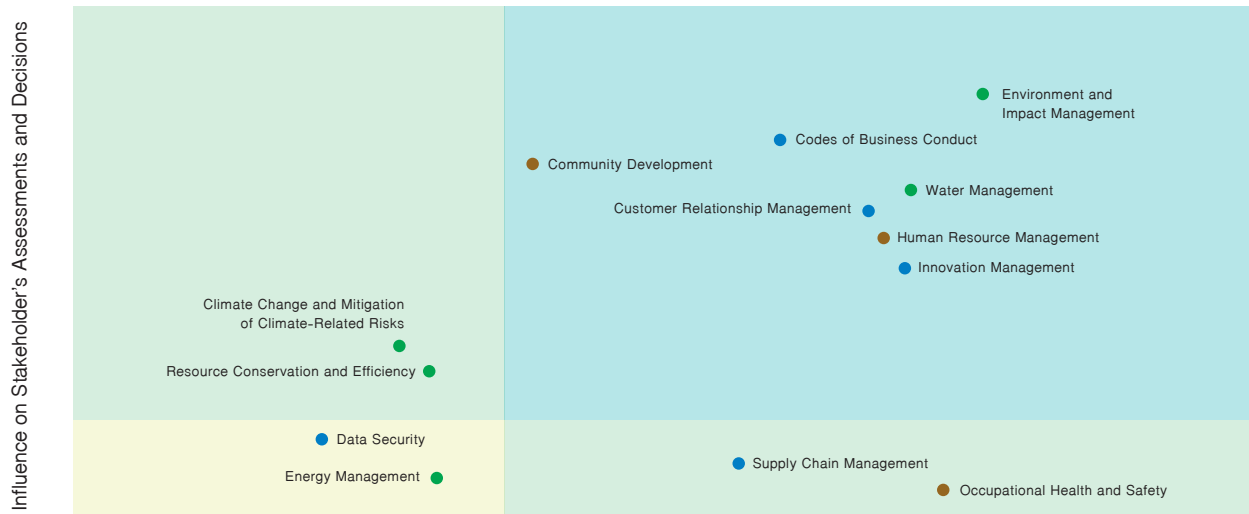 Influence on Stakeholder's Assessments and Decisions
Environment and
Impact Management
Codes of Business Conduct
Community Development
Water Management
Customer Relationship Management
Human Resource Management
Innovation Management
Climate Change and Mitigation
of Climate-Related Risks
Resource Conservation and Efficiency
Data Security
Supply Chain Management
Energy Management
Occupational Health and Safety